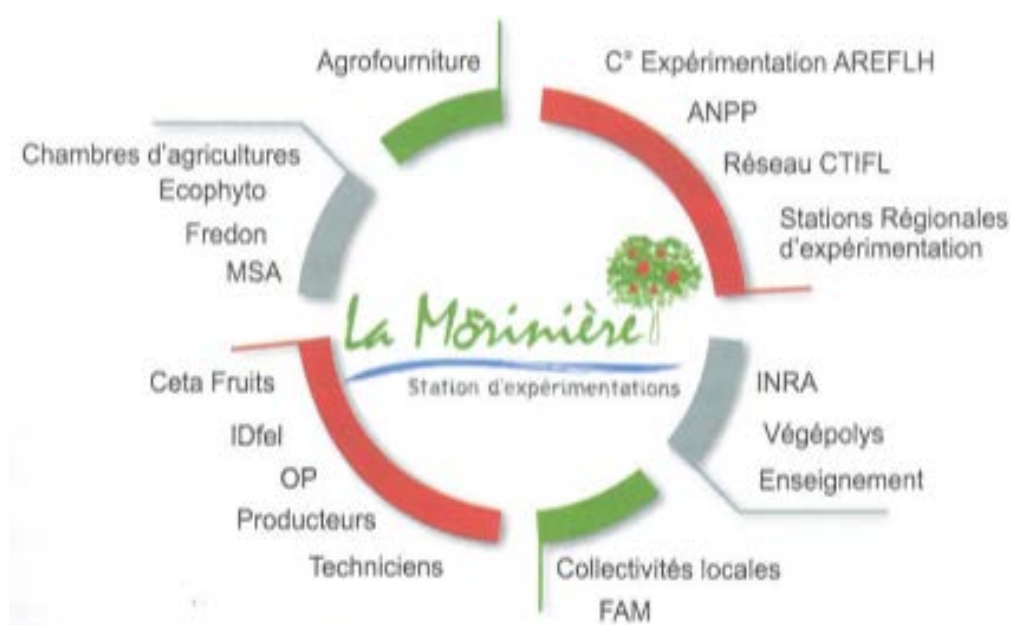 Agrofourniture
C° Expérimentation AREFLH
ANPP
Réseau CTIFL
Stations Régionales
d'expérimentation
Chambres d'agricultures
Ecophyto
Fredon
MSA
La Morinière
Station d'expérimentations
Ceta Fruits
IDfel
OP
Producteurs
Techniciens
INRA
Végépolys
Enseignement
Collectivités locales
FAM